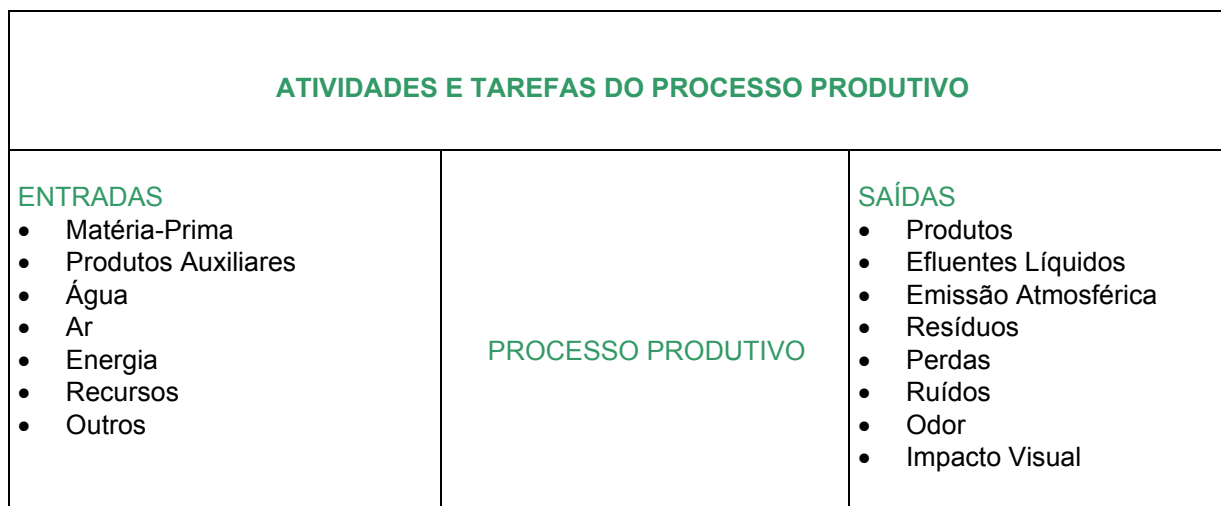 ATIVIDADES E TAREFAS DO PROCESSO PRODUTIVO
ENTRADAS
• Matéria-Prima
• Produtos Auxiliares
• Água
• Ar
• Energia
• Recursos
• Outros
PROCESSO PRODUTIVO
SAÍDAS
• Produtos
• Efluentes Líquidos
• Emissão Atmosférica
• Resíduos
• Perdas
• Ruídos
• Odor
• Impacto Visual